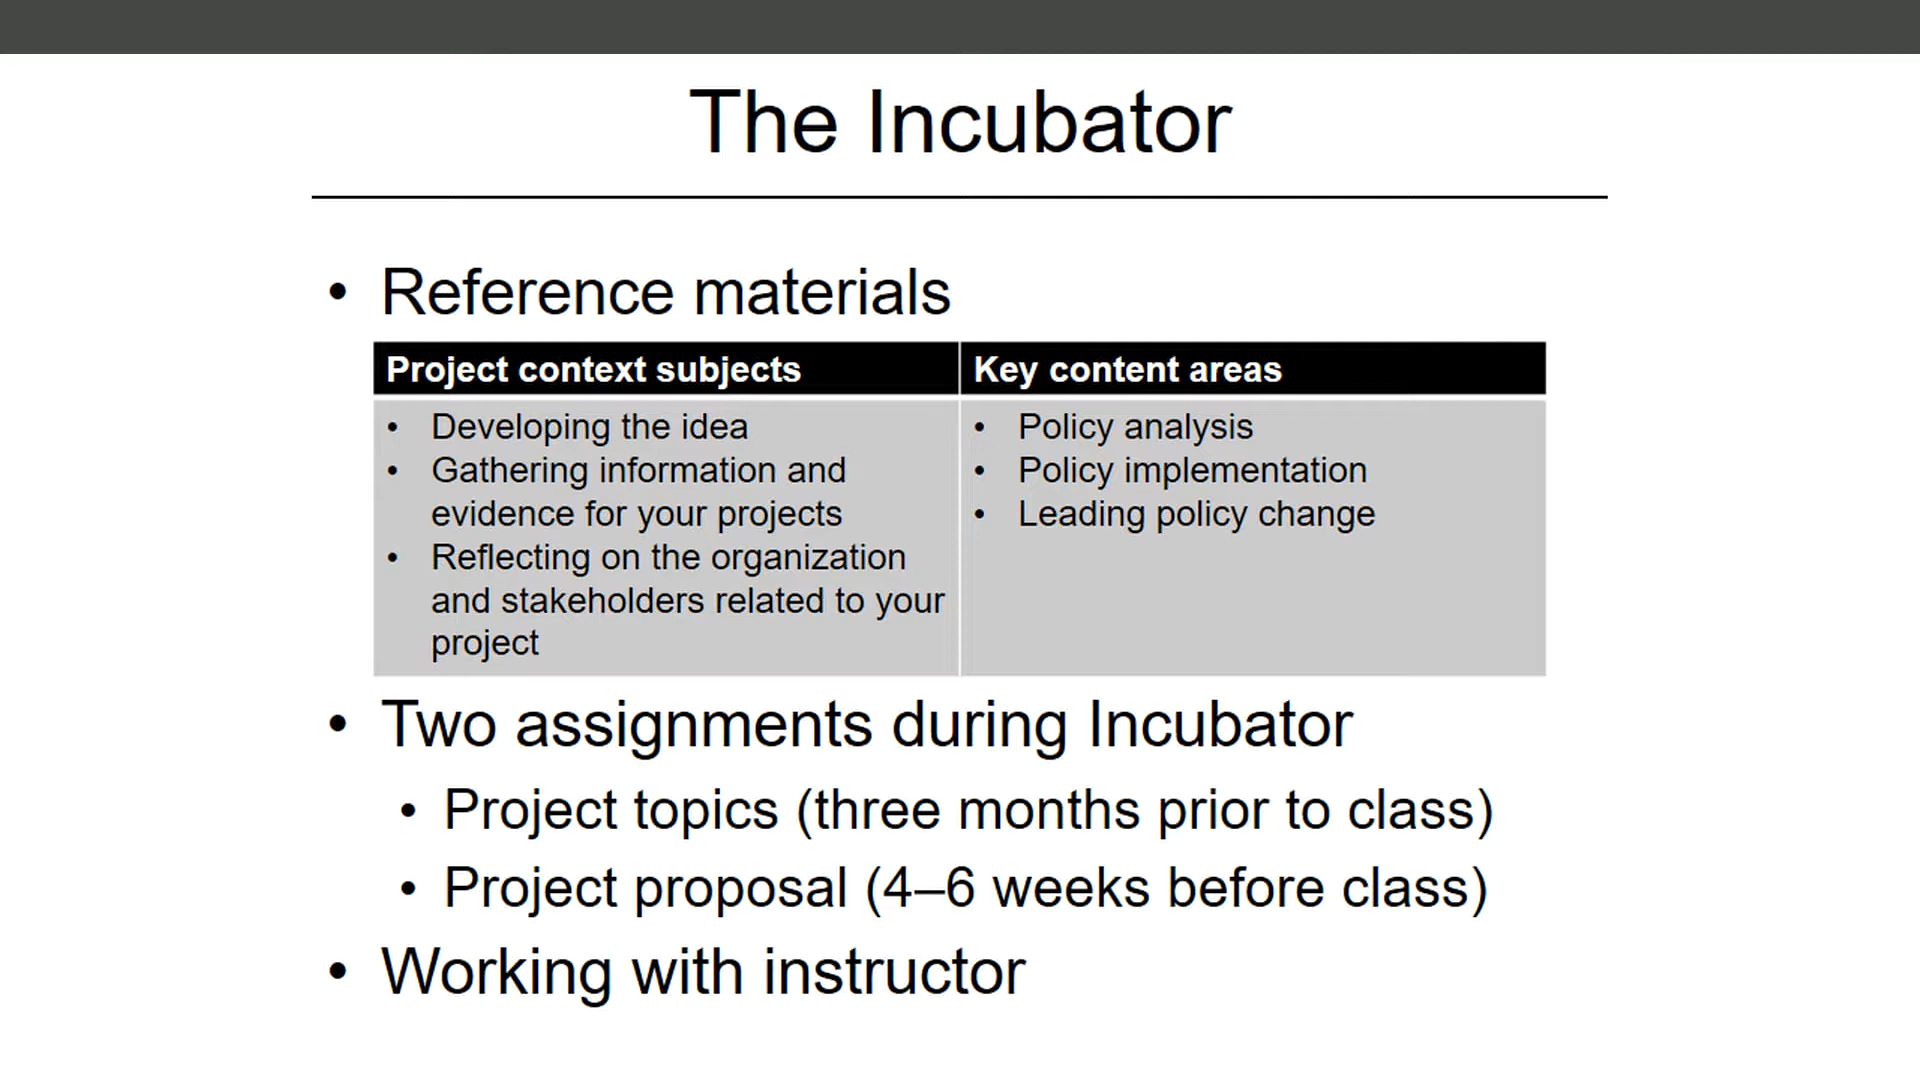 The Incubator
• Reference materials
Project context subjects
• Developing the idea
• Gathering information and
evidence for your projects
• Reflecting on the organization
and stakeholders related to your
project
Key content areas
• Policy analysis
• Policy implementation
• Leading policy change
• Two assignments during Incubator
• Project topics (three months prior to class)
• Project proposal (4–6 weeks before class)
• Working with instructor